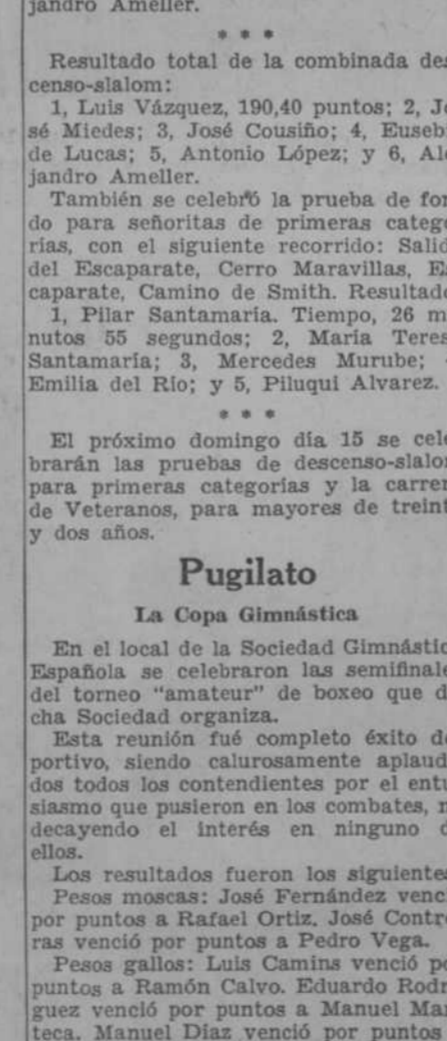 jandro Ameller.
* * *
Resultado total de la combinada des
censo-slalom:
1, Luis Vázquez, 190,40 puntos; 2, Jo
sé Miedes; 3, José Cousiño; 4, Euseb
de Lucas; 5, Antonio López; y 6, Ale
jandro Ameller.
También se celebró la prueba de fon
do para señoritas de primeras catego
rías, con el siguiente recorrido: Salid
del Escaparate, Cerro Maravillas, Es
caparate, Camino de Smith. Resultado
1, Pilar Santamaría. Tiempo, 26 m
nutos 55 segundos; 2, María Teres
Santamaría; 3, Mercedes Murube;
Emilia del Río; y 5, Piluqui Alvarez.
* * *
El próximo domingo día 15 se cele
brarán las pruebas de descenso-slalom
para primeras categorías y la carrer
de Veteranos, para mayores de treint
y dos años.
Pugilato
La Copa Gimnástica
En el local de la Sociedad Gimnástic
Española se celebraron las semifinale
del torneo "amateur" de boxeo que d
cha Sociedad organiza.
Esta reunión fué completo éxito de
portivo, siendo calurosamente aplaud
dos todos los contendientes por el entu
siasmo que pusieron en los combates, n
decayendo el interés en ninguno d
ellos.
Los resultados fueron los siguientes
Pesos moscas: José Fernández venc
por puntos a Rafael Ortiz. José Contre
ras venció por puntos a Pedro Vega.
Pesos gallos: Luis Camins venció po
puntos a Ramón Calvo. Eduardo Rodr
guez venció por puntos a Manuel Man
teca. Manuel Díaz venció por puntos